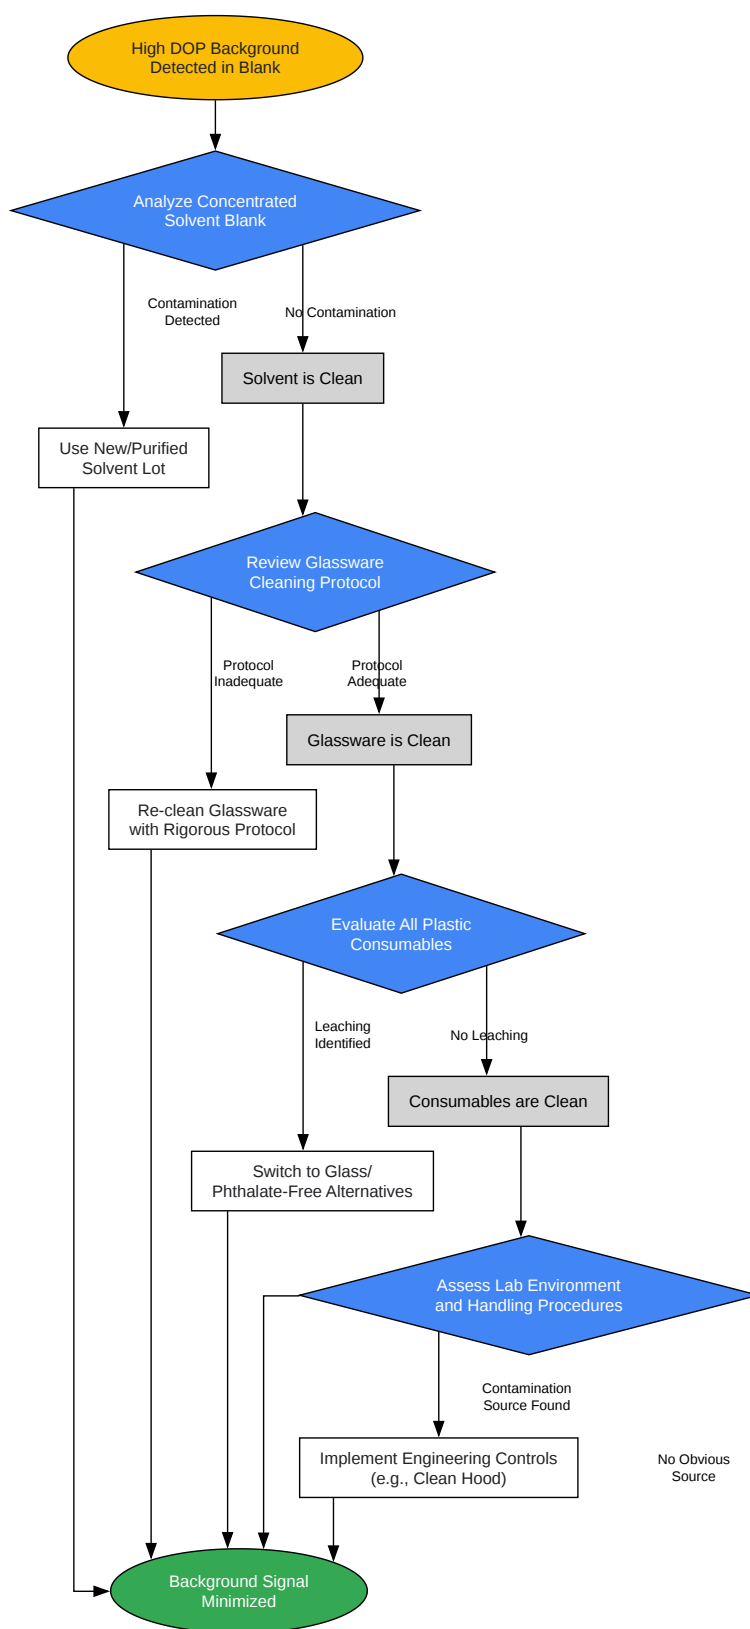 High DOP Background
Detected in Blank
Analyze Concentrated
Solvent Blank
Contamination
Detected
No Contamination
Solvent is Clean
Use New/Purified
Solvent Lot
Review Glassware
Cleaning Protocol
Protocol
Inadequate
Protocol
Adequate
Glassware is Clean
Re-clean Glassware
with Rigorous Protocol
Evaluate All Plastic
Consumables
Leaching
Identified
No Leaching
Consumables are Clean
Switch to Glass/
Phthalate-Free Alternatives
Assess Lab Environment
and Handling Procedures
Contamination
Source Found
Implement Engineering Controls
(e.g., Clean Hood)
No Obvious
Source
Background Signal
Minimized